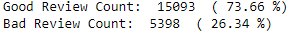 Good Review Count:  15093  ( 73.66 %)
Bad Review Count:  5398  ( 26.34 %)